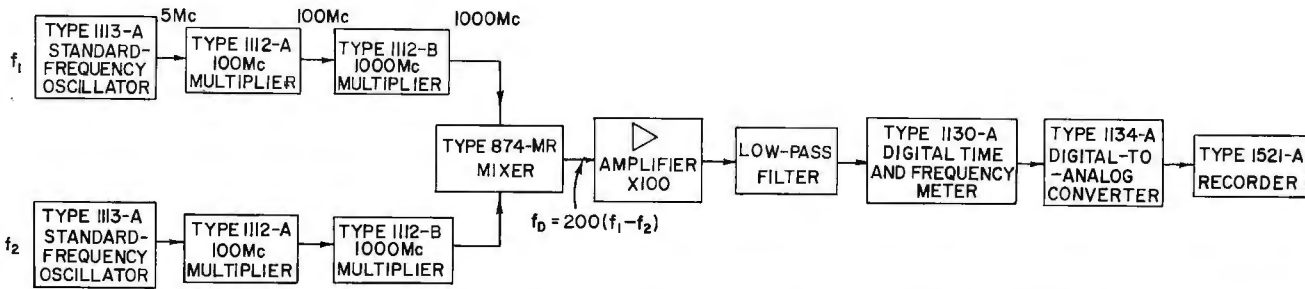 5Mc
100Mc
1000Mc
f₁
TYPE 1113-A
STANDARD-
FREQUENCY
OSCILLATOR
TYPE 1112-A
100Mc
MULTIPLIER
TYPE 1112-B
1000Mc
MULTIPLIER
TYPE 874-MR
MIXER
AMPLIFIER
X100
LOW-PASS
FILTER
TYPE 1130-A
DIGITAL TIME
AND FREQUENCY
METER
TYPE 1134-A
DIGITAL-TO
-ANALOG
CONVERTER
TYPE 1521-A
RECORDER
f_D = 200(f₁-f₂)
f₂
TYPE 1113-A
STANDARD-
FREQUENCY
OSCILLATOR
TYPE 1112-A
100Mc
MULTIPLIER
TYPE 1112-B
1000Mc
MULTIPLIER